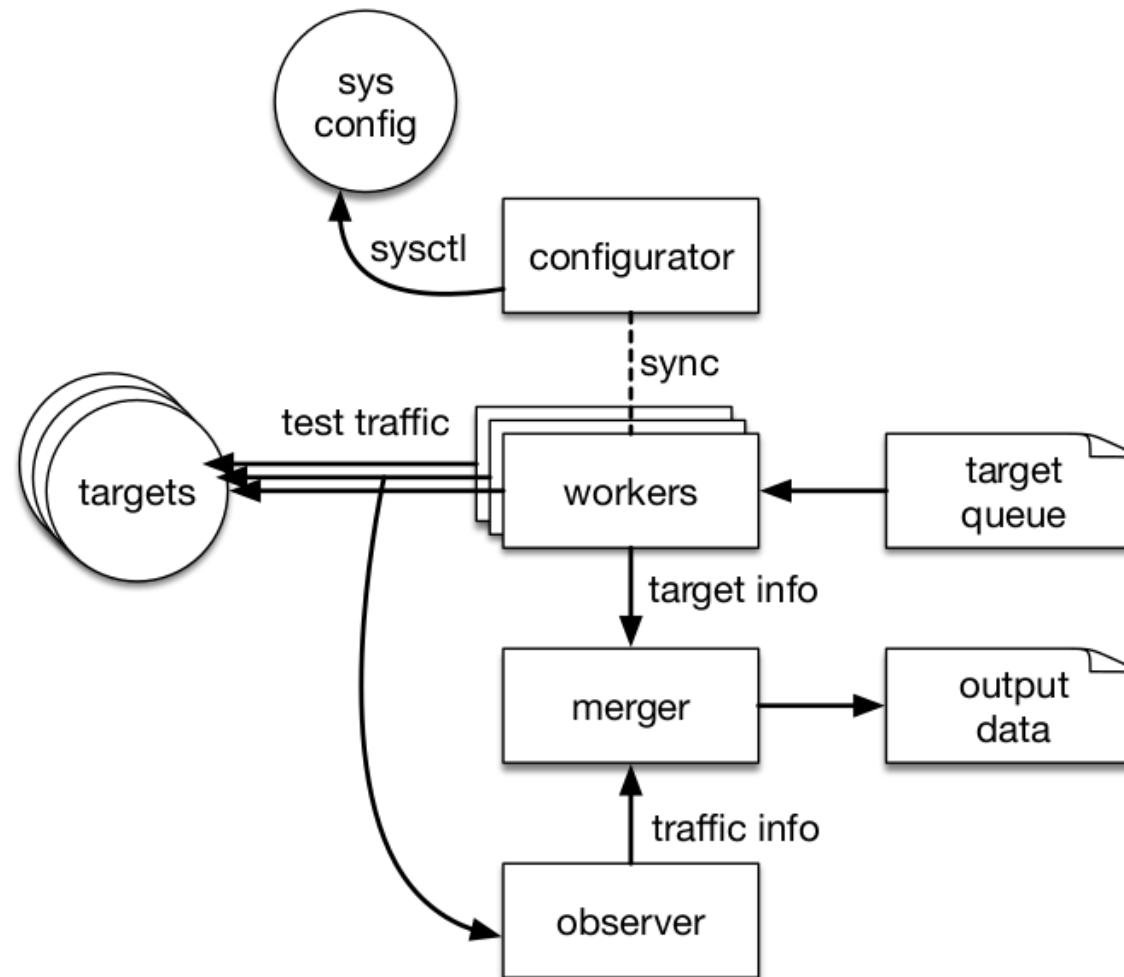 sys
config
sysctl
configurator
sync
test traffic
targets
workers
target
queue
target info
merger
output
data
traffic info
observer